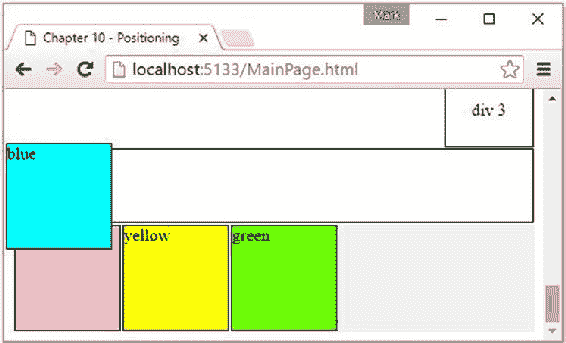 Mark
Chapter 10 - Positioning
localhost:5133/MainPage.html
div 3
blue
yellow
green